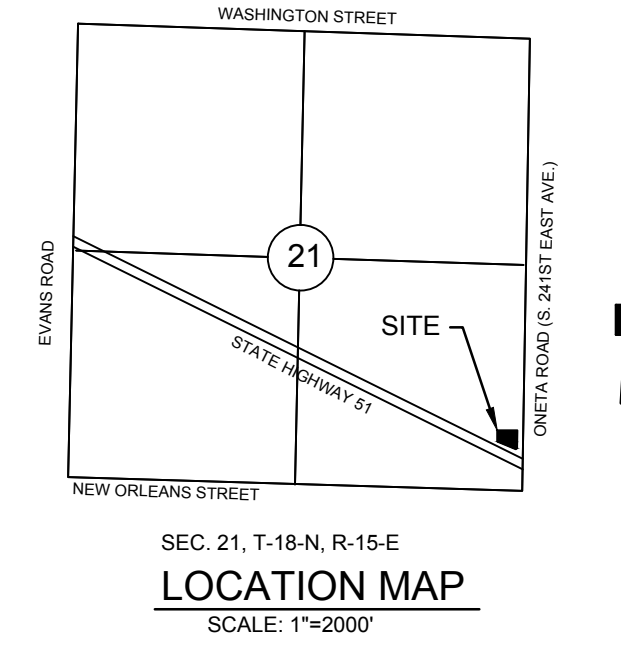 WASHINGTON STREET
EVANS ROAD
21
ONETA ROAD (S. 241ST EAST AVE.)
SITE
STATE HIGHWAY 51
NEW ORLEANS STREET
SEC. 21, T-18-N, R-15-E
LOCATION MAP
SCALE: 1"=2000'